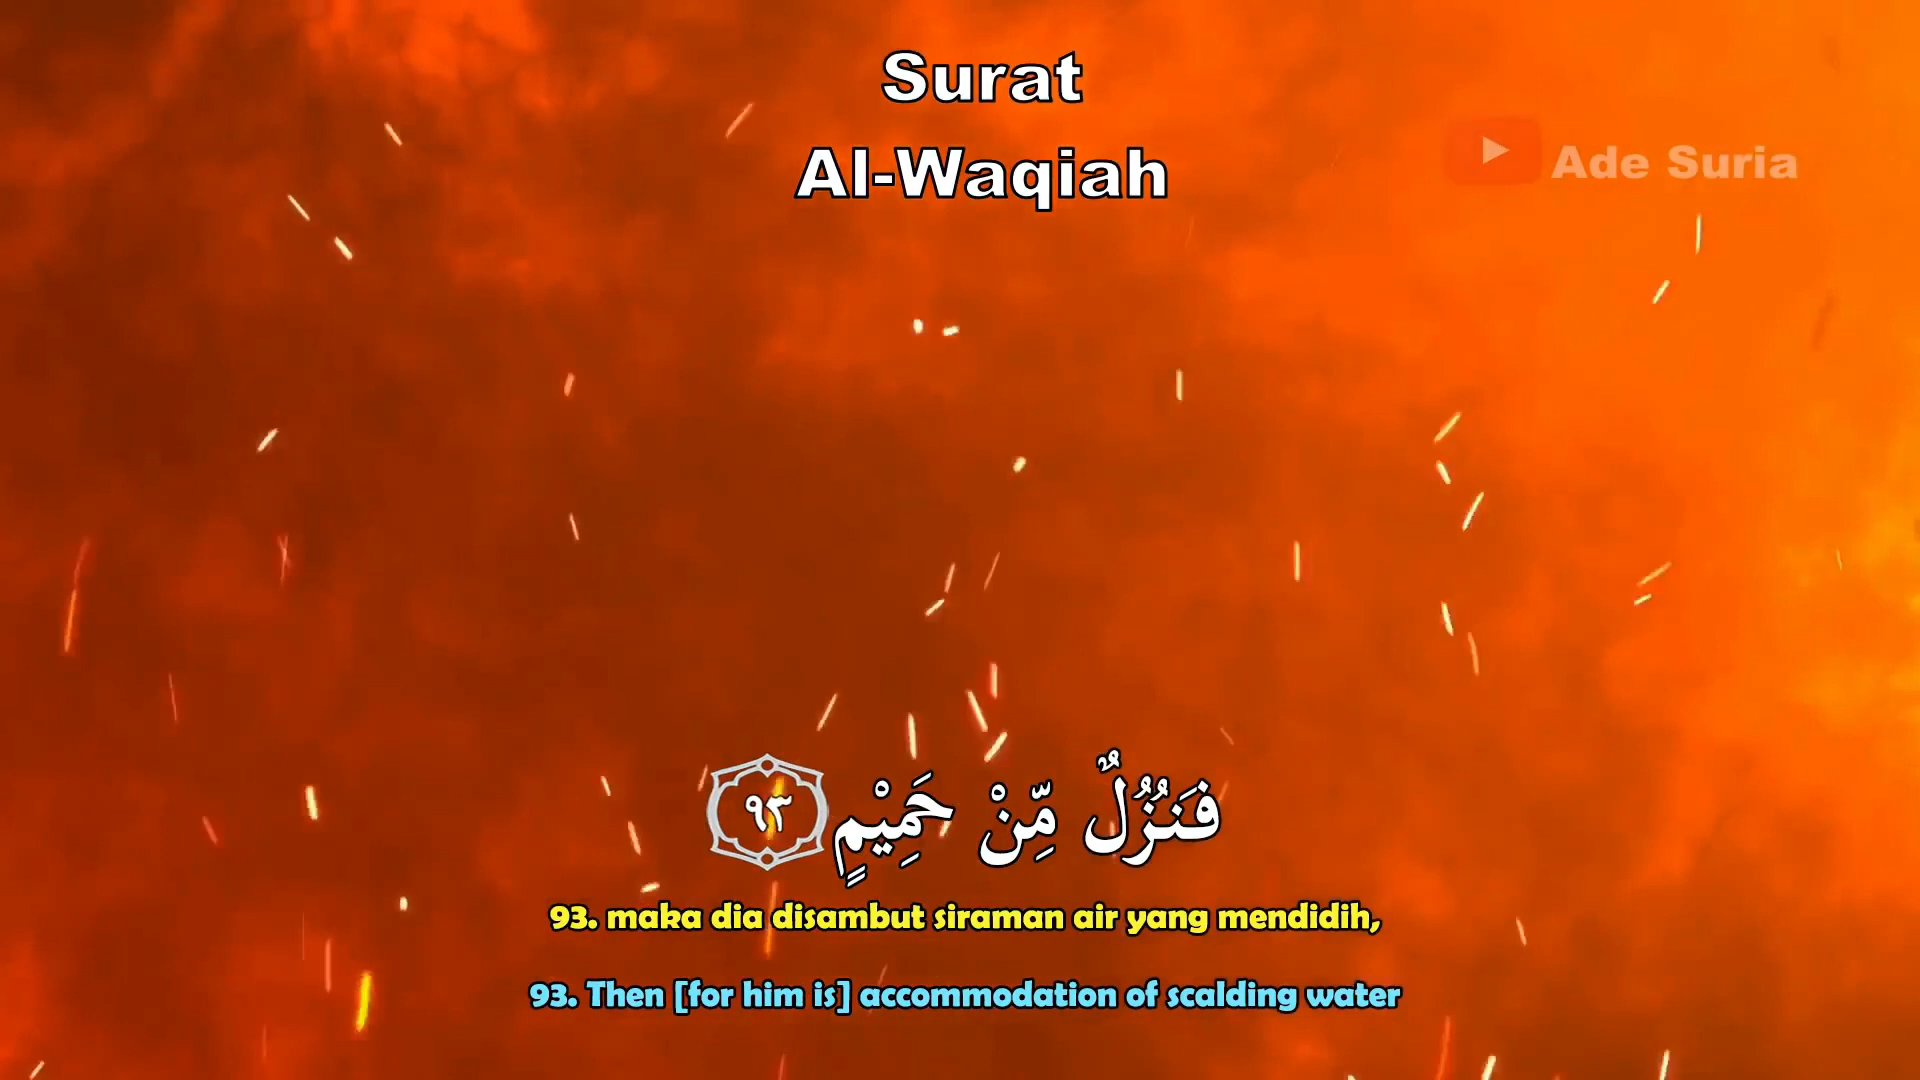 Surat
Al-Waqiah
Ade Suria
فَنُزُلٌ مِّنْ حَمِيْمٍ ٩٣
93. maka dia disambut siraman air yang mendidih,
93. Then [for him is] accommodation of scalding water